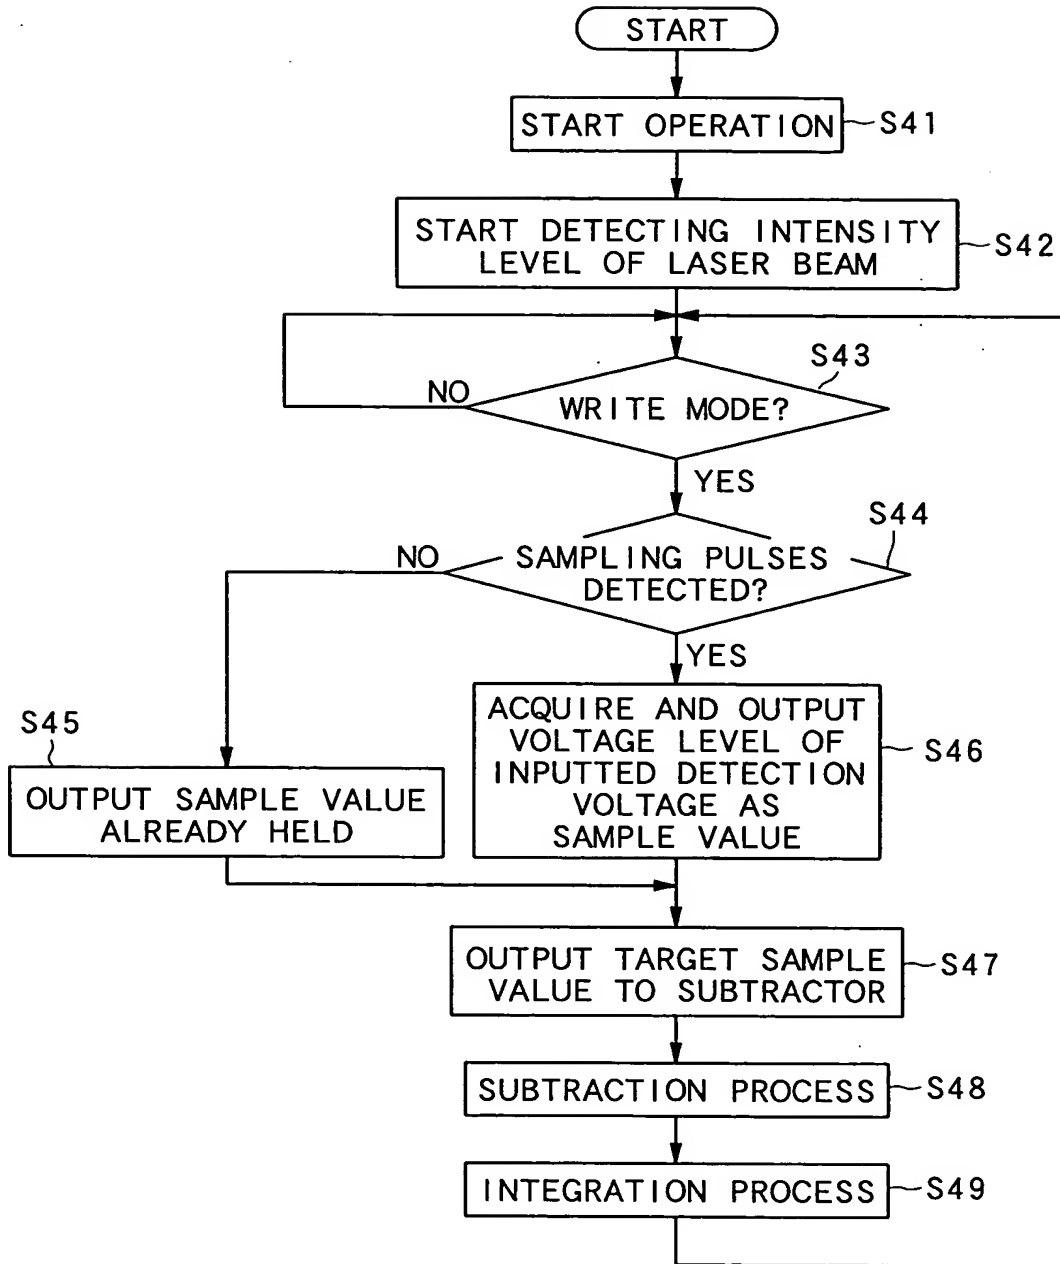 START
START OPERATION
S41
START DETECTING INTENSITY
LEVEL OF LASER BEAM
S42
S43
NO
WRITE MODE?
YES
S44
NO
SAMPLING PULSES
DETECTED?
YES
S45
OUTPUT SAMPLE VALUE
ALREADY HELD
ACQUIRE AND OUTPUT
VOLTAGE LEVEL OF
INPUTTED DETECTION
VOLTAGE AS
SAMPLE VALUE
S46
OUTPUT TARGET SAMPLE
VALUE TO SUBTRACTOR
S47
SUBTRACTION PROCESS
S48
INTEGRATION PROCESS
S49